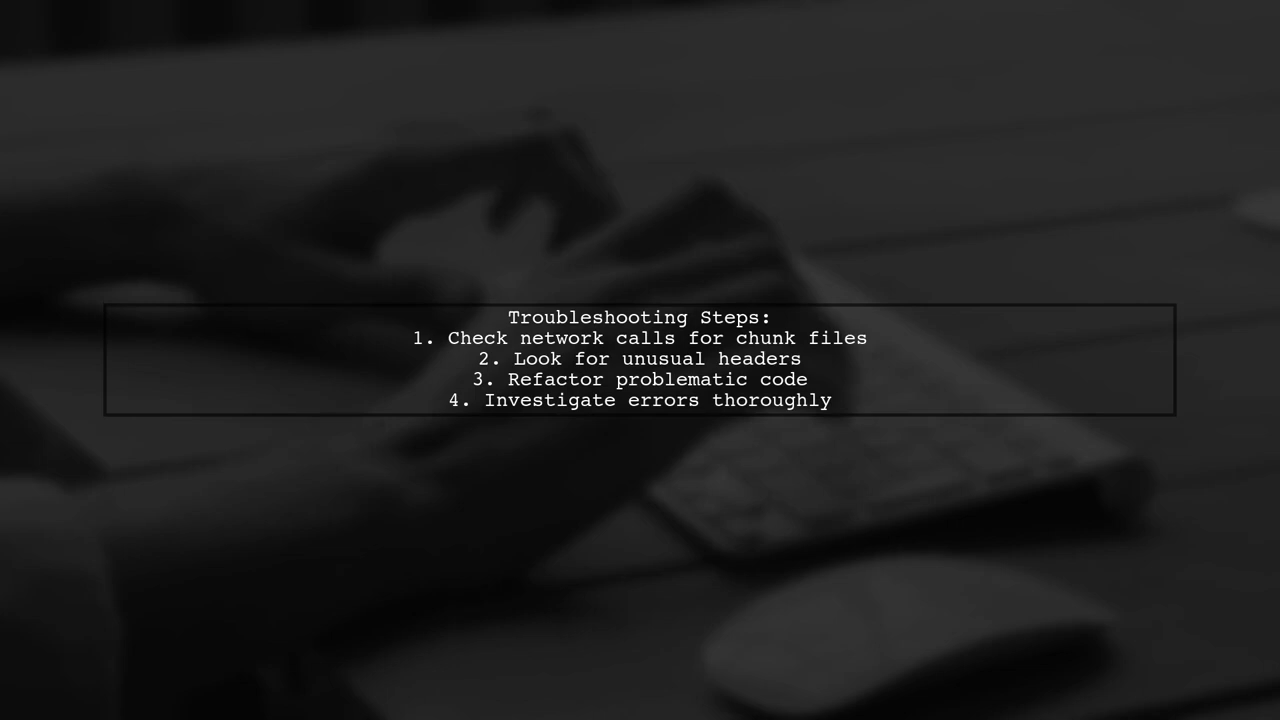 Troubleshooting Steps:
1. Check network calls for chunk files
2. Look for unusual headers
3. Refactor problematic code
4. Investigate errors thoroughly